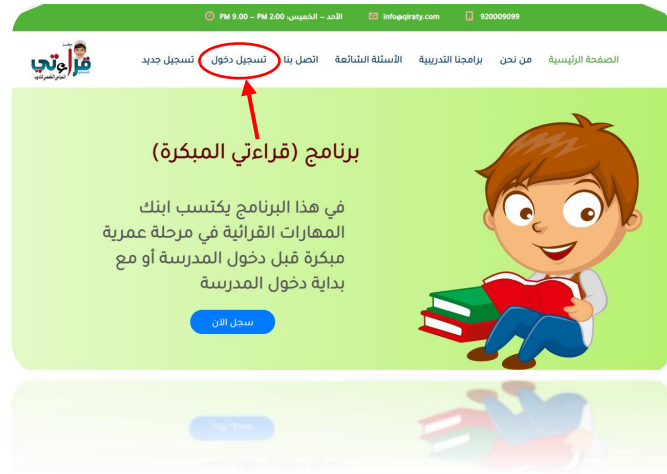 920009099 info@qiraty.com الأحد – الخميس: 2:00 PM – 9.00 PM
الصفحة الرئيسية من نحن برامجنا التدريبية الأسئلة الشائعة اتصل بنا تسجيل دخول تسجيل جديد
قراءتي
برنامج (قراءتي المبكرة)
في هذا البرنامج يكتسب ابنك
المهارات القرائية في مرحلة عمرية
مبكرة قبل دخول المدرسة أو مع
بداية دخول المدرسة
سجل الآن